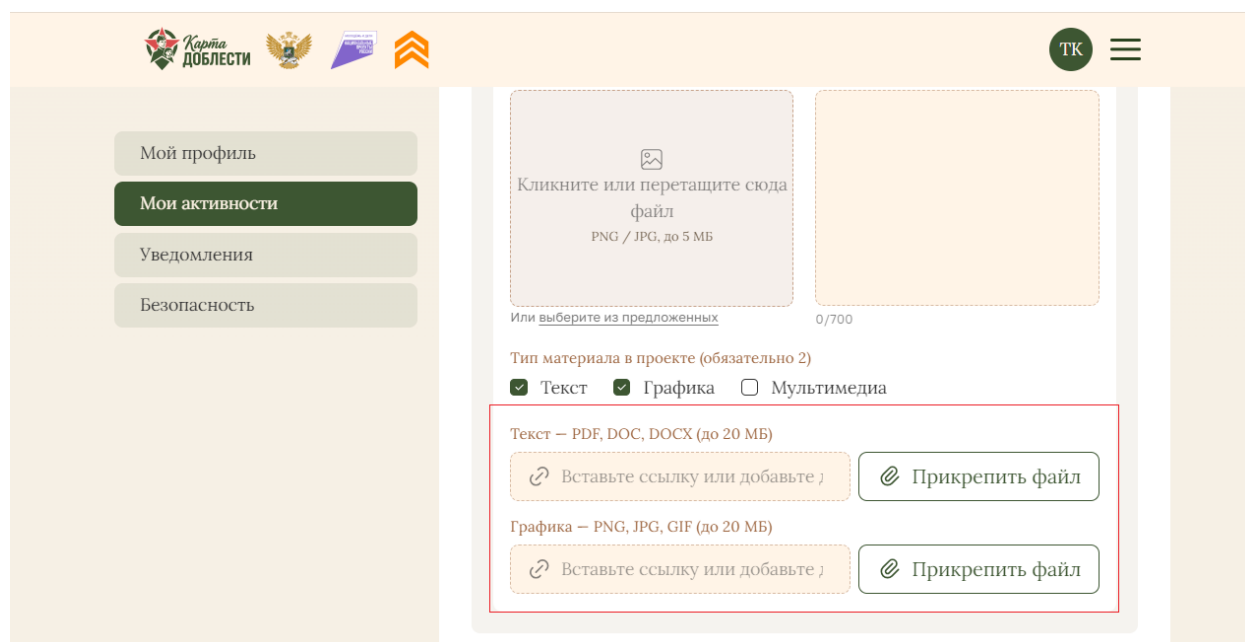 Карта
ДОБЛЕСТИ
ТК
Мой профиль
Мои активности
Уведомления
Безопасность
Кликните или перетащите сюда
файл
PNG / JPG, до 5 МБ
Или выберите из предложенных
0/700
Тип материала в проекте (обязательно 2)
Текст Графика Мультимедиа
Текст — PDF, DOC, DOCX (до 20 МБ)
Вставьте ссылку или добавьте Прикрепить файл
Графика — PNG, JPG, GIF (до 20 МБ)
Вставьте ссылку или добавьте Прикрепить файл